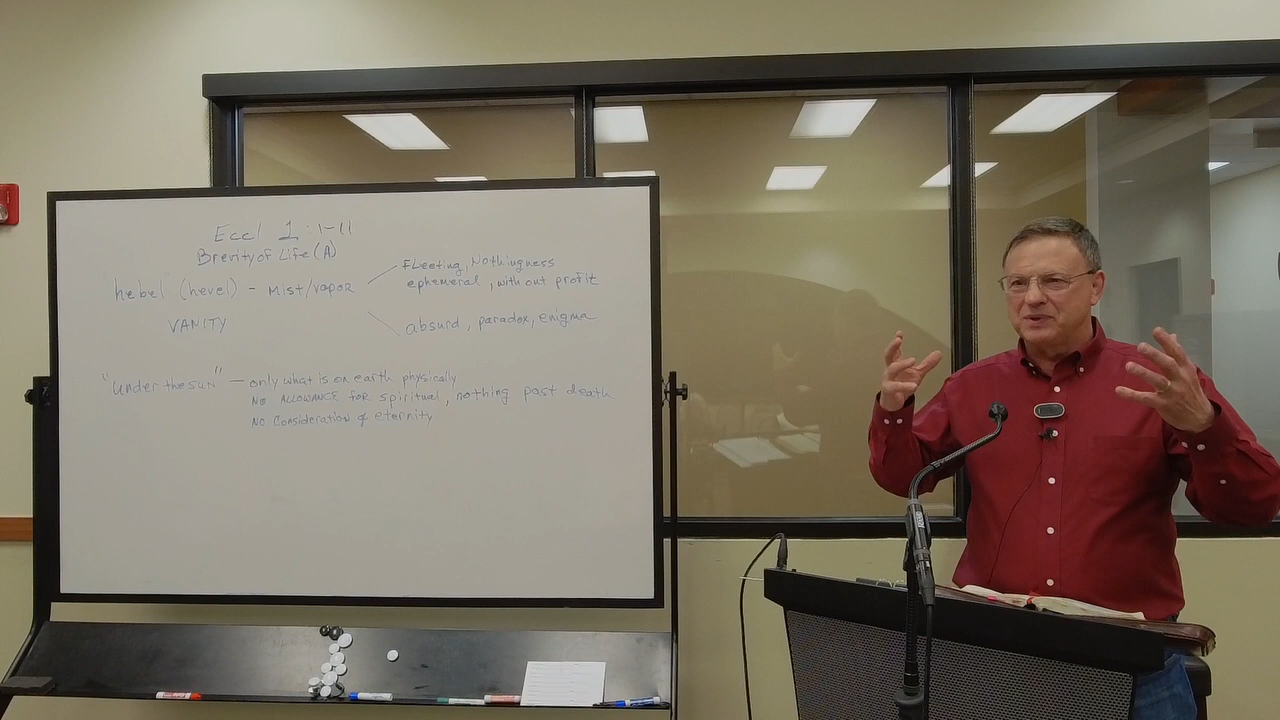 Eccl 1:1-11
Brevity of Life (A)
hebel (hevel) - Mist/vapor
Fleeting, Nothingness
ephemeral, with out profit
VANITY
absurd, paradox, enigma
"under the sun" — only what is on earth physically
NO ALLOWANCE for spiritual, nothing past death
No consideration of eternity